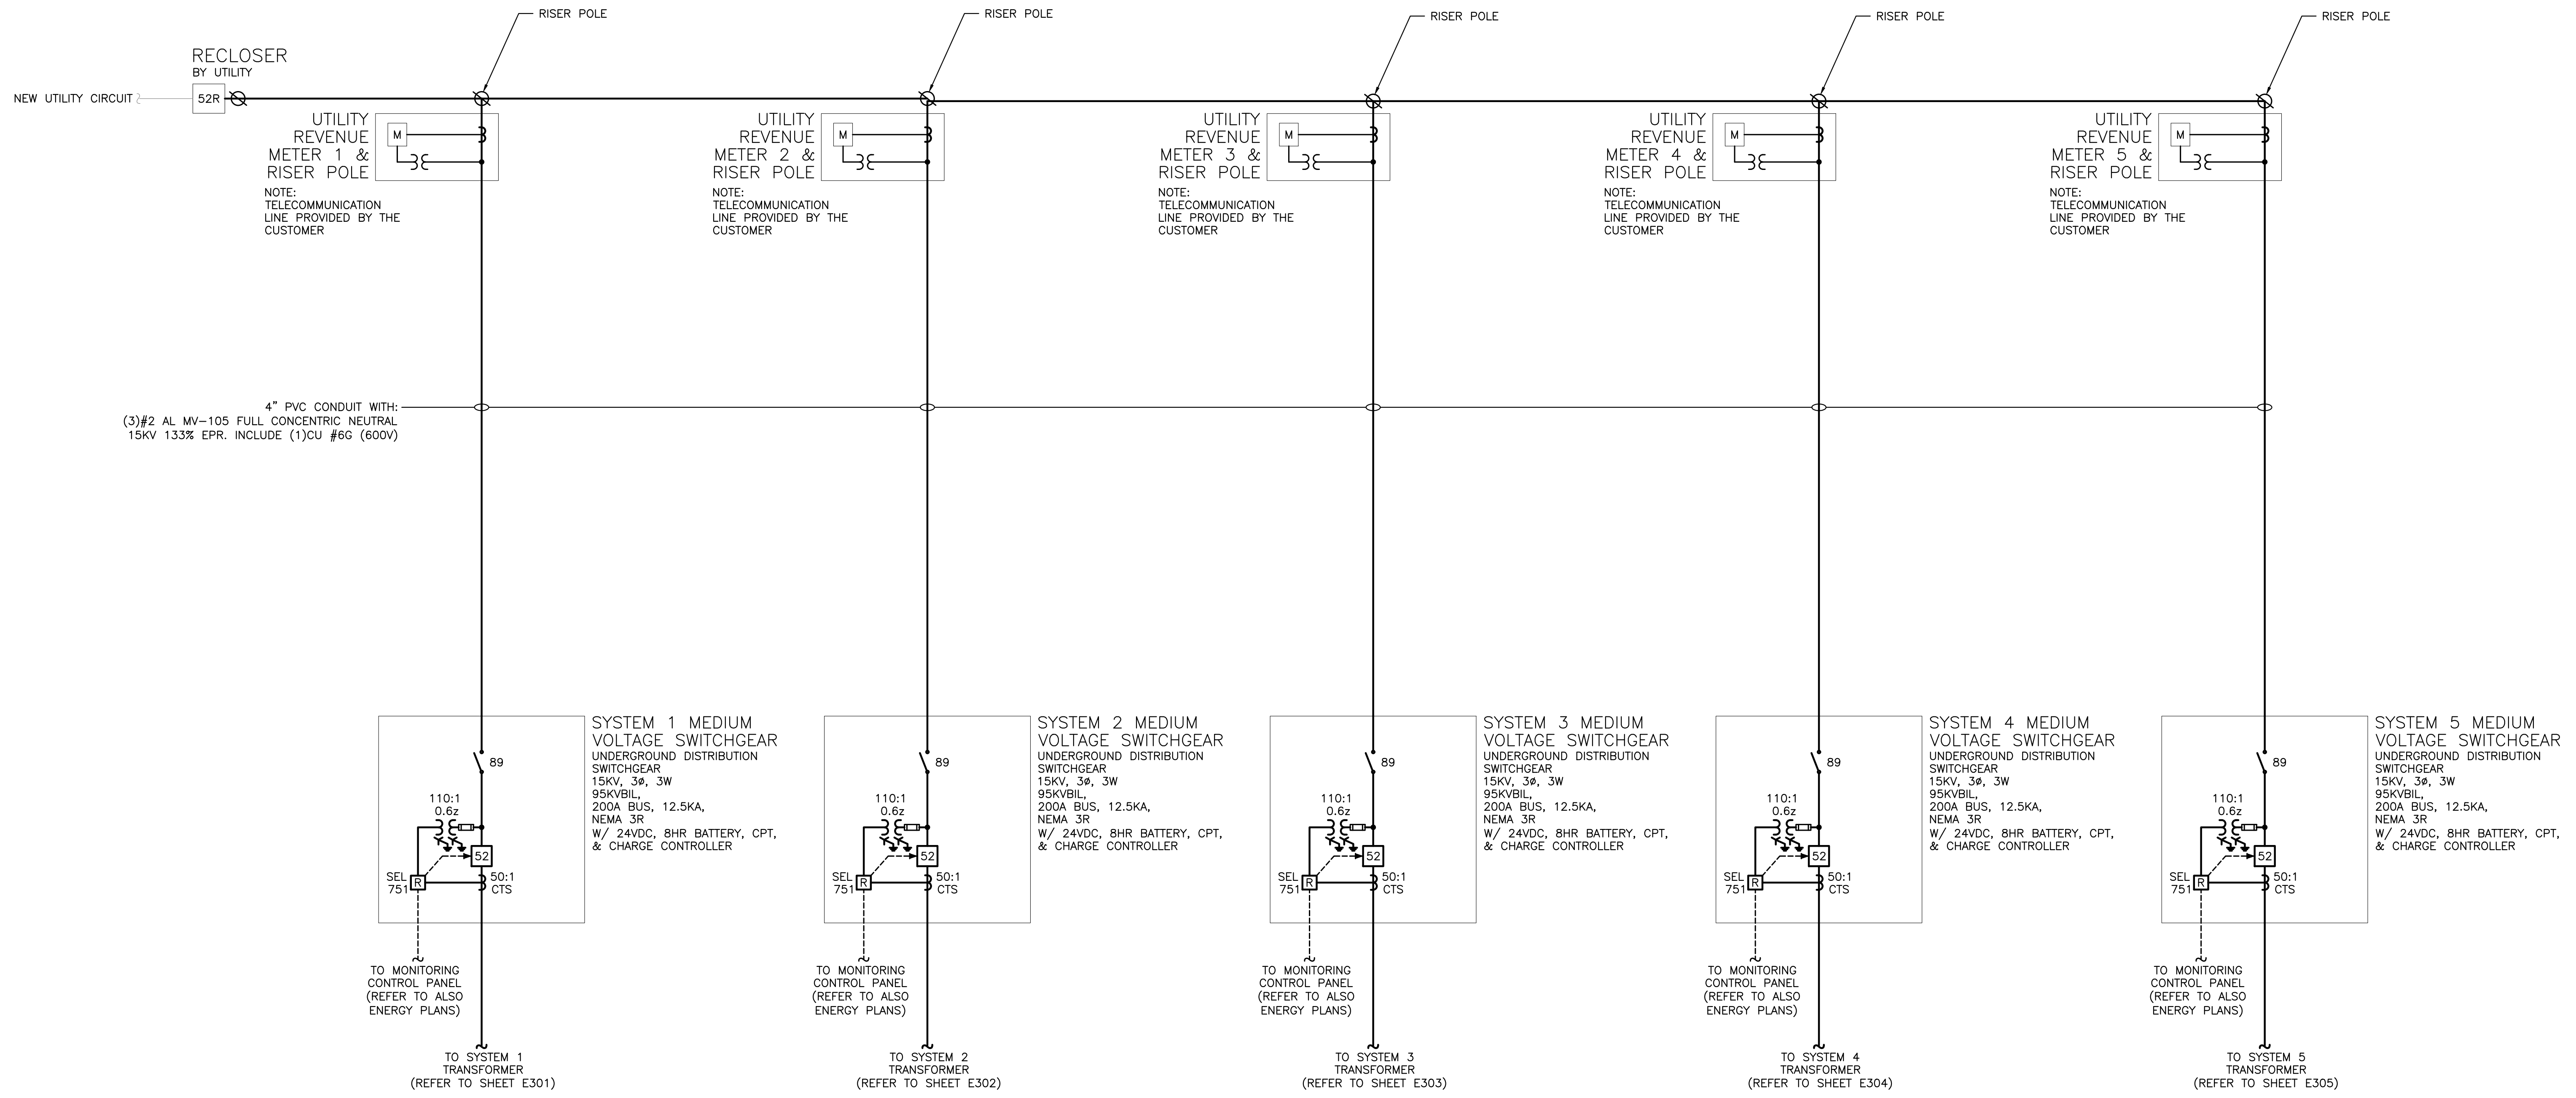 RISER POLE
RISER POLE
RISER POLE
RISER POLE
RISER POLE
RECLOSER
BY UTILITY
NEW UTILITY CIRCUIT
52R
UTILITY
REVENUE
METER 1 &
RISER POLE
M
NOTE:
TELECOMMUNICATION
LINE PROVIDED BY THE
CUSTOMER
UTILITY
REVENUE
METER 2 &
RISER POLE
M
NOTE:
TELECOMMUNICATION
LINE PROVIDED BY THE
CUSTOMER
UTILITY
REVENUE
METER 3 &
RISER POLE
M
NOTE:
TELECOMMUNICATION
LINE PROVIDED BY THE
CUSTOMER
UTILITY
REVENUE
METER 4 &
RISER POLE
M
NOTE:
TELECOMMUNICATION
LINE PROVIDED BY THE
CUSTOMER
UTILITY
REVENUE
METER 5 &
RISER POLE
M
NOTE:
TELECOMMUNICATION
LINE PROVIDED BY THE
CUSTOMER
4" PVC CONDUIT WITH:
(3)#2 AL MV-105 FULL CONCENTRIC NEUTRAL
15KV 133% EPR. INCLUDE (1)CU #6G (600V)
89
110:1
0.6z
52
SEL
751
R
50:1
CTS
SYSTEM 1 MEDIUM
VOLTAGE SWITCHGEAR
UNDERGROUND DISTRIBUTION
SWITCHGEAR
15KV, 3ø, 3W
95KVBIL,
200A BUS, 12.5KA,
NEMA 3R
W/ 24VDC, 8HR BATTERY, CPT,
& CHARGE CONTROLLER
TO MONITORING
CONTROL PANEL
(REFER TO ALSO
ENERGY PLANS)
TO SYSTEM 1
TRANSFORMER
(REFER TO SHEET E301)
89
110:1
0.6z
52
SEL
751
R
50:1
CTS
SYSTEM 2 MEDIUM
VOLTAGE SWITCHGEAR
UNDERGROUND DISTRIBUTION
SWITCHGEAR
15KV, 3ø, 3W
95KVBIL,
200A BUS, 12.5KA,
NEMA 3R
W/ 24VDC, 8HR BATTERY, CPT,
& CHARGE CONTROLLER
TO MONITORING
CONTROL PANEL
(REFER TO ALSO
ENERGY PLANS)
TO SYSTEM 2
TRANSFORMER
(REFER TO SHEET E302)
89
110:1
0.6z
52
SEL
751
R
50:1
CTS
SYSTEM 3 MEDIUM
VOLTAGE SWITCHGEAR
UNDERGROUND DISTRIBUTION
SWITCHGEAR
15KV, 3ø, 3W
95KVBIL,
200A BUS, 12.5KA,
NEMA 3R
W/ 24VDC, 8HR BATTERY, CPT,
& CHARGE CONTROLLER
TO MONITORING
CONTROL PANEL
(REFER TO ALSO
ENERGY PLANS)
TO SYSTEM 3
TRANSFORMER
(REFER TO SHEET E303)
89
110:1
0.6z
52
SEL
751
R
50:1
CTS
SYSTEM 4 MEDIUM
VOLTAGE SWITCHGEAR
UNDERGROUND DISTRIBUTION
SWITCHGEAR
15KV, 3ø, 3W
95KVBIL,
200A BUS, 12.5KA,
NEMA 3R
W/ 24VDC, 8HR BATTERY, CPT,
& CHARGE CONTROLLER
TO MONITORING
CONTROL PANEL
(REFER TO ALSO
ENERGY PLANS)
TO SYSTEM 4
TRANSFORMER
(REFER TO SHEET E304)
89
110:1
0.6z
52
SEL
751
R
50:1
CTS
SYSTEM 5 MEDIUM
VOLTAGE SWITCHGEAR
UNDERGROUND DISTRIBUTION
SWITCHGEAR
15KV, 3ø, 3W
95KVBIL,
200A BUS, 12.5KA,
NEMA 3R
W/ 24VDC, 8HR BATTERY, CPT,
& CHARGE CONTROLLER
TO MONITORING
CONTROL PANEL
(REFER TO ALSO
ENERGY PLANS)
TO SYSTEM 5
TRANSFORMER
(REFER TO SHEET E305)